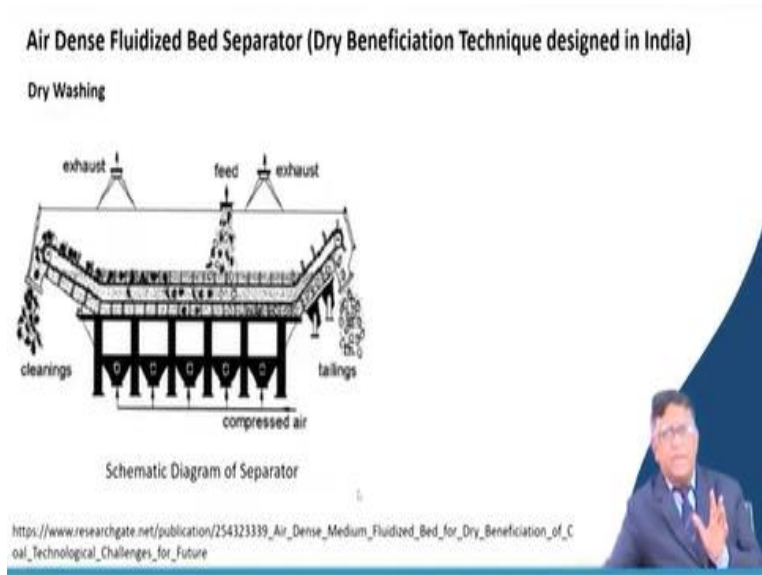 Air Dense Fluidized Bed Separator (Dry Beneficiation Technique designed in India)
Dry Washing
exhaust
feed
exhaust
cleanings
tailings
compressed air
Schematic Diagram of Separator
https://www.researchgate.net/publication/254323339_Air_Dense_Medium_Fluidized_Bed_for_Dry_Beneficiation_of_C
oal_Technological_Challenges_for_Future